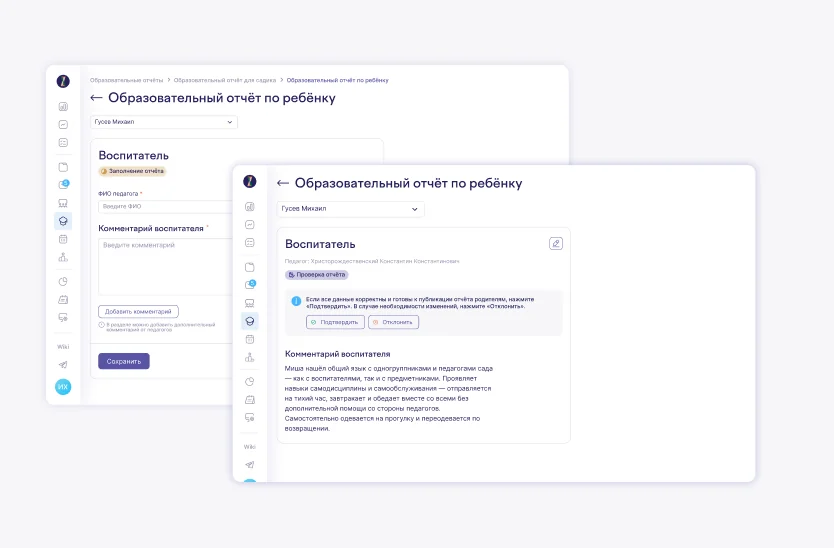 Образовательные отчёты > Образовательный отчёт для садика > Образовательный отчёт по ребёнку
← Образовательный отчёт по ребёнку
Гусев Михаил
Воспитатель
Заполнение отчёта
ФИО педагога *
Введите ФИО
Комментарий воспитателя *
Введите комментарий
Добавить комментарий
В разделе можно добавить дополнительный
комментарий от педагогов
Сохранить
Wiki
ИХ
← Образовательный отчёт по ребёнку
Гусев Михаил
Воспитатель
Педагог: Христорождественский Константин Константинович
Проверка отчёта
Если все данные корректны и готовы к публикации отчёта родителям, нажмите
«Подтвердить». В случае необходимости изменений, нажмите «Отклонить».
Подтвердить
Отклонить
Комментарий воспитателя
Миша нашёл общий язык с одногруппниками и педагогами сада
— как с воспитателями, так и с предметниками. Проявляет
навыки самодисциплины и самообслуживания — отправляется
на тихий час, завтракает и обедает вместе со всеми без
дополнительной помощи со стороны педагогов.
Самостоятельно одевается на прогулку и переодевается по
возвращении.
Wiki